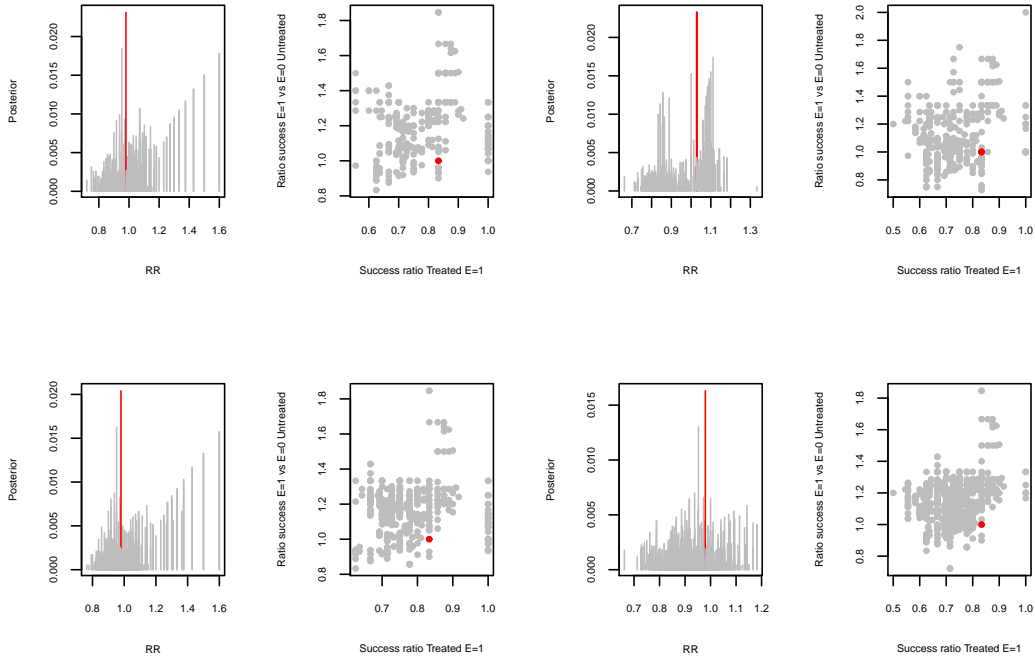 Posterior
0.000 0.005 0.010 0.015 0.020
0.8 1.0 1.2 1.4 1.6
RR
Ratio success E=1 vs E=0 Untreated
0.8 1.0 1.2 1.4 1.6 1.8
0.6 0.7 0.8 0.9 1.0
Success ratio Treated E=1
Posterior
0.000 0.005 0.010 0.015 0.020
0.7 0.9 1.1 1.3
RR
Ratio success E=1 vs E=0 Untreated
0.8 1.0 1.2 1.4 1.6 1.8 2.0
0.5 0.6 0.7 0.8 0.9 1.0
Success ratio Treated E=1
Posterior
0.000 0.005 0.010 0.015 0.020
0.8 1.0 1.2 1.4 1.6
RR
Ratio success E=1 vs E=0 Untreated
0.8 1.0 1.2 1.4 1.6 1.8
0.7 0.8 0.9 1.0
Success ratio Treated E=1
Posterior
0.000 0.005 0.010 0.015
0.7 0.8 0.9 1.0 1.1 1.2
RR
Ratio success E=1 vs E=0 Untreated
0.8 1.0 1.2 1.4 1.6 1.8
0.5 0.6 0.7 0.8 0.9 1.0
Success ratio Treated E=1